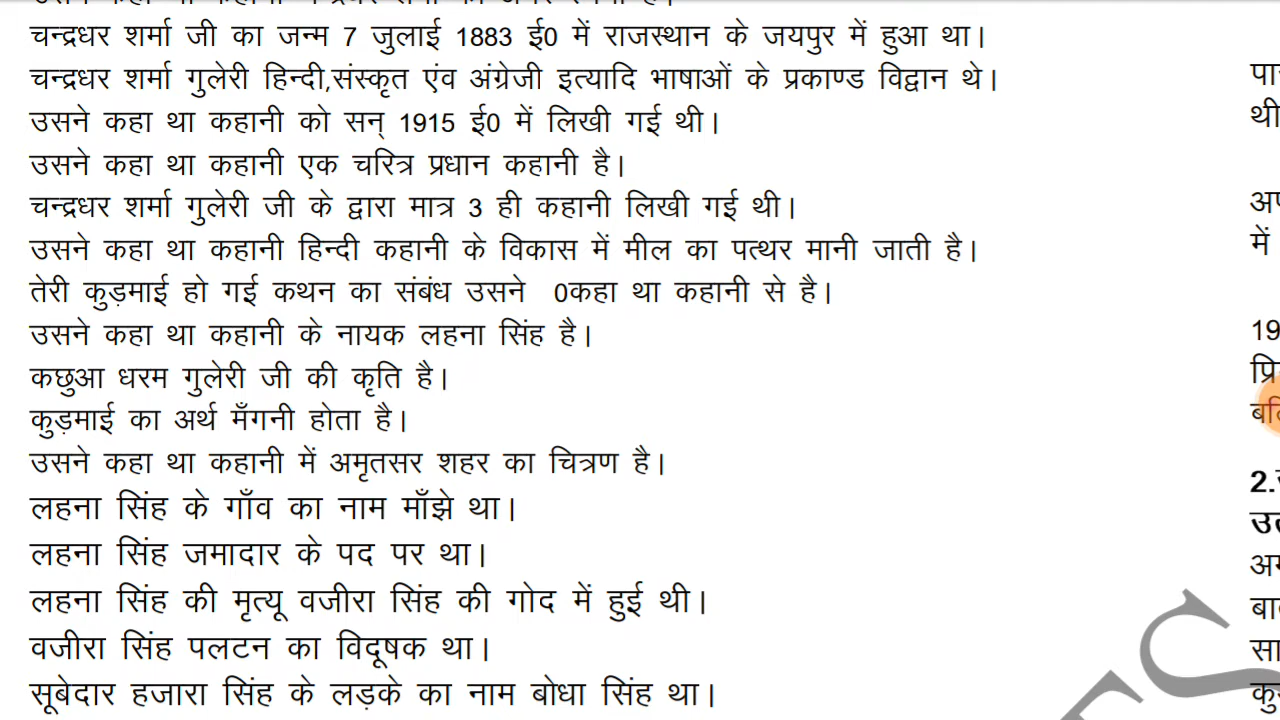 चन्द्रधर शर्मा जी का जन्म 7 जुलाई 1883 ई0 में राजस्थान के जयपुर में हुआ था।
चन्द्रधर शर्मा गुलेरी हिन्दी,संस्कृत एंव अंग्रेजी इत्यादि भाषाओं के प्रकाण्ड विद्वान थे।
उसने कहा था कहानी को सन् 1915 ई0 में लिखी गई थी।
उसने कहा था कहानी एक चरित्र प्रधान कहानी है।
चन्द्रधर शर्मा गुलेरी जी के द्वारा मात्र 3 ही कहानी लिखी गई थी।
उसने कहा था कहानी हिन्दी कहानी के विकास में मील का पत्थर मानी जाती है।
तेरी कुड़माई हो गई कथन का संबंध उसने 0कहा था कहानी से है।
उसने कहा था कहानी के नायक लहना सिंह है।
कछुआ धरम गुलेरी जी की कृति है।
कुड़माई का अर्थ मँगनी होता है।
उसने कहा था कहानी में अमृतसर शहर का चित्रण है।
लहना सिंह के गाँव का नाम माँझे था।
लहना सिंह जमादार के पद पर था।
लहना सिंह की मृत्यू वजीरा सिंह की गोद में हुई थी।
वजीरा सिंह पलटन का विदूषक था।
सूबेदार हजारा सिंह के लड़के का नाम बोधा सिंह था।
थी
में
19
2.